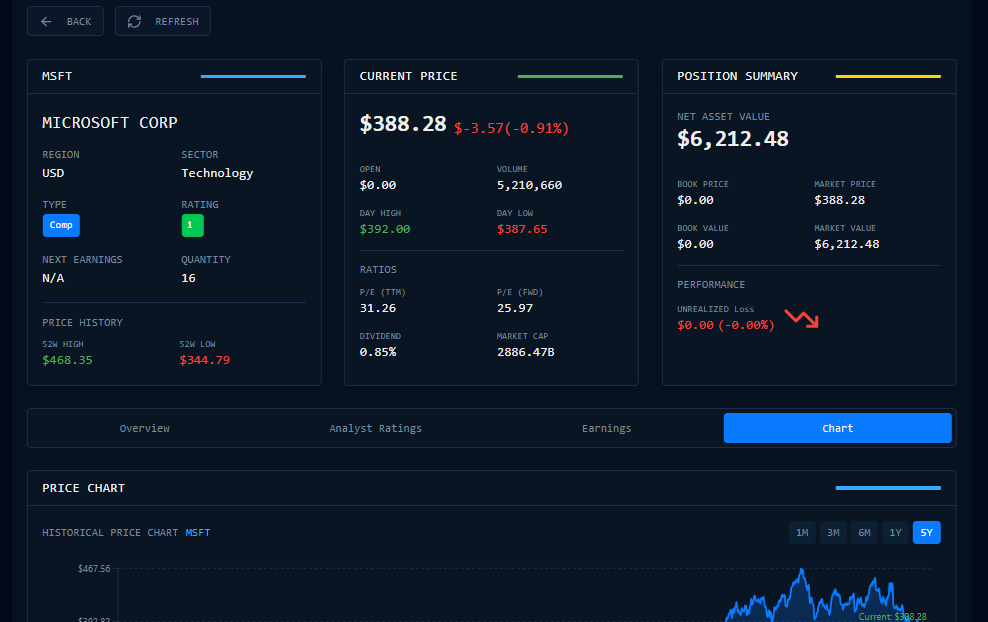 BACK
REFRESH
MSFT
MICROSOFT CORP
REGION SECTOR
USD Technology
TYPE RATING
Comp 1
NEXT EARNINGS QUANTITY
N/A 16
PRICE HISTORY
52W HIGH 52W LOW
$468.35 $344.79
CURRENT PRICE
$388.28 $-3.57(-0.91%)
OPEN VOLUME
$0.00 5,210,660
DAY HIGH DAY LOW
$392.00 $387.65
RATIOS
P/E (TTM) P/E (FWD)
31.26 25.97
DIVIDEND MARKET CAP
0.85% 2886.47B
POSITION SUMMARY
NET ASSET VALUE
$6,212.48
BOOK PRICE MARKET PRICE
$0.00 $388.28
BOOK VALUE MARKET VALUE
$0.00 $6,212.48
PERFORMANCE
UNREALIZED Loss
$0.00 (-0.00%)
Overview Analyst Ratings Earnings Chart
PRICE CHART
HISTORICAL PRICE CHART MSFT
1M 3M 6M 1Y 5Y
$467.56
Current: $388.28